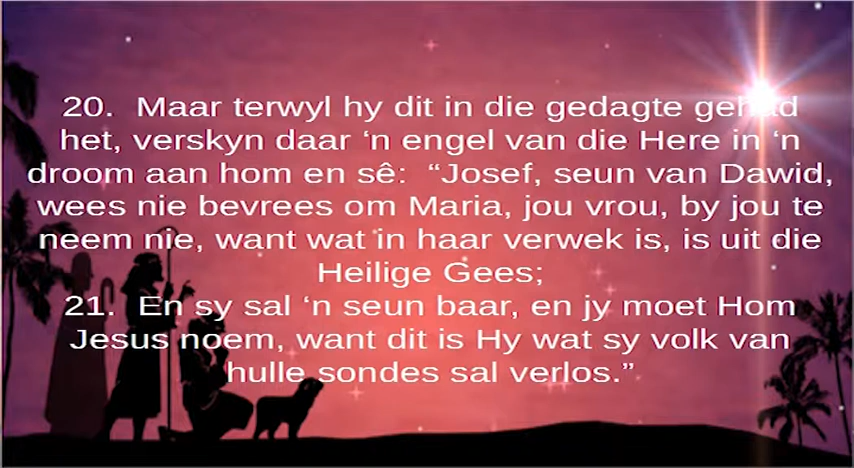 20.  Maar terwyl hy dit in die gedagte gehad
het, verskyn daar ‘n engel van die Here in ‘n
droom aan hom en sê:  “Josef, seun van Dawid,
wees nie bevrees om Maria, jou vrou, by jou te
neem nie, want wat in haar verwek is, is uit die
Heilige Gees;
21.  En sy sal ‘n seun baar, en jy moet Hom
Jesus noem, want dit is Hy wat sy volk van
hulle sondes sal verlos.”